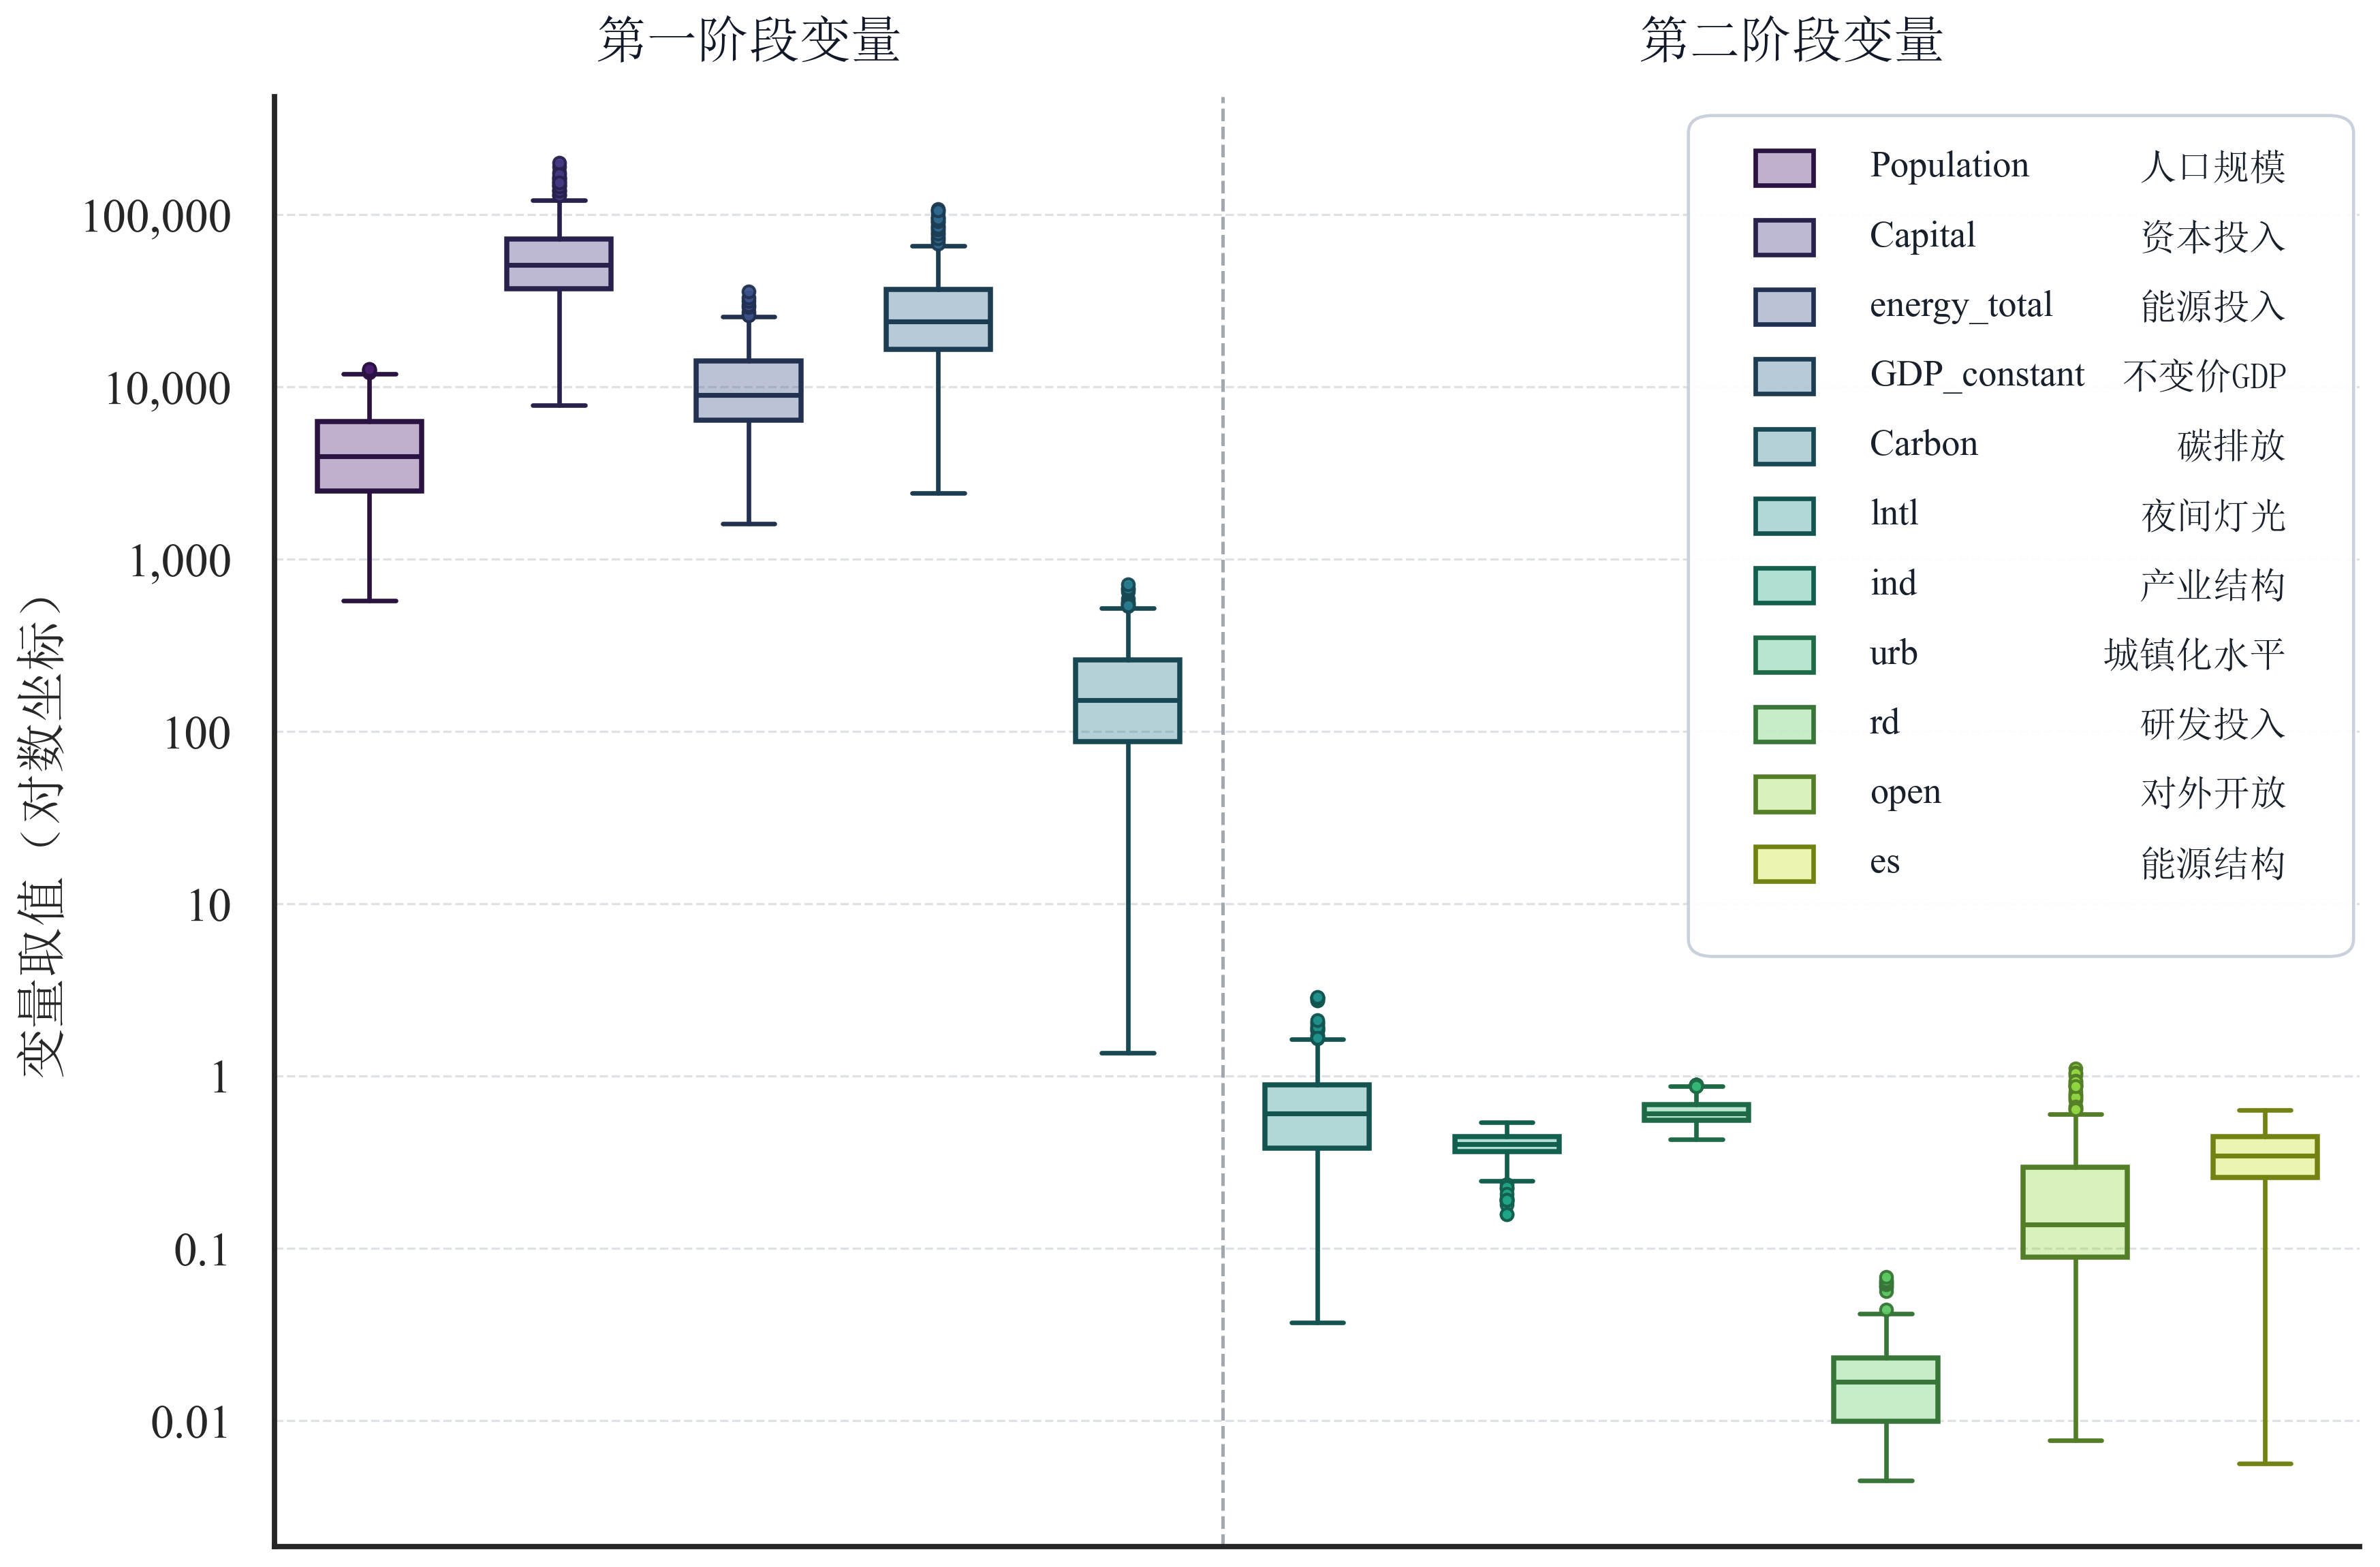 第一阶段变量
第二阶段变量
变量取值（对数坐标）
100,000
10,000
1,000
100
10
1
0.1
0.01
Population 人口规模
Capital 资本投入
energy_total 能源投入
GDP_constant 不变价GDP
Carbon 碳排放
lntl 夜间灯光
ind 产业结构
urb 城镇化水平
rd 研发投入
open 对外开放
es 能源结构